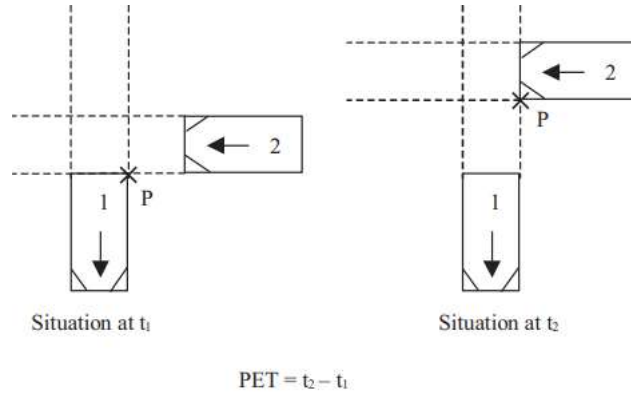 2
P
1
Situation at t₁
2
P
1
Situation at t₂
PET = t₂ – t₁